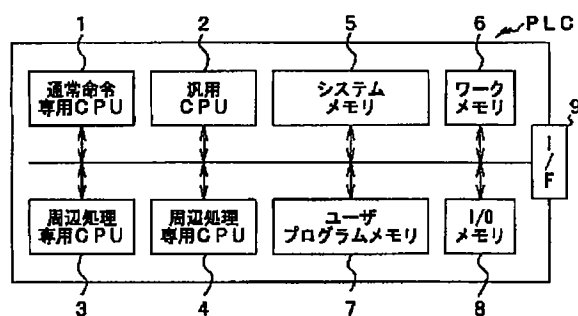 PLC
1
2
5
6
通常命令
専用CPU
汎用
CPU
システム
メモリ
ワーク
メモリ
9
I/F
周辺処理
専用CPU
周辺処理
専用CPU
ユーザ
プログラムメモリ
I/O
メモリ
3
4
7
8